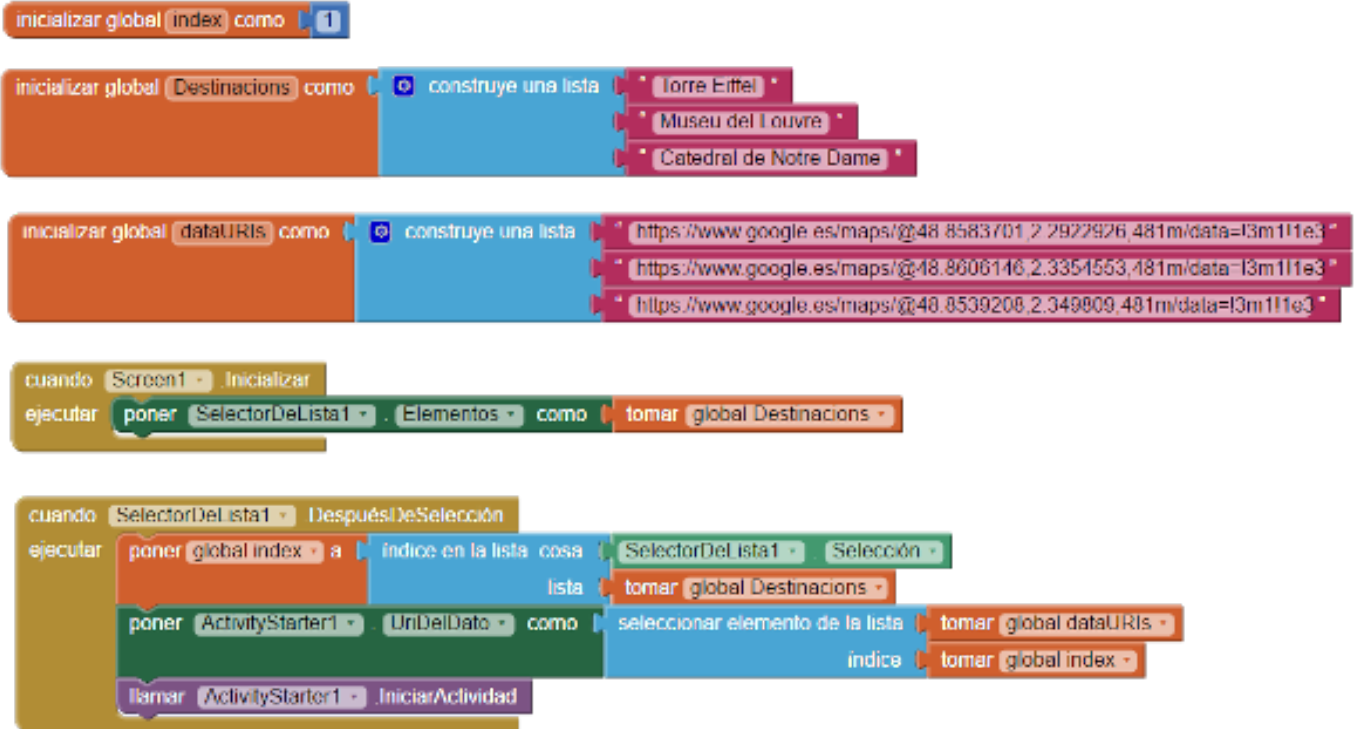 inicializar global index como 1
inicializar global Destinacions como construye una lista " Torre Eiffel "
" Museu del Louvre "
" Catedral de Notre Dame "
inicializar global dataURIs como construye una lista " https://www.google.es/maps/@48.8583701,2.2922926,481m/data=!3m1!1e3 "
" https://www.google.es/maps/@48.8606146,2.3354553,481m/data=!3m1!1e3 "
" https://www.google.es/maps/@48.8539208,2.349809,481m/data=!3m1!1e3 "
cuando Screen1 .Inicializar
ejecutar poner SelectorDeLista1 . Elementos como tomar global Destinacions
cuando SelectorDeLista1 .DespuésDeSelección
ejecutar poner global index a índice en la lista cosa SelectorDeLista1 . Selección
lista tomar global Destinacions
poner ActivityStarter1 . UriDelDato como seleccionar elemento de la lista tomar global dataURIs
índice tomar global index
llamar ActivityStarter1 .IniciarActividad